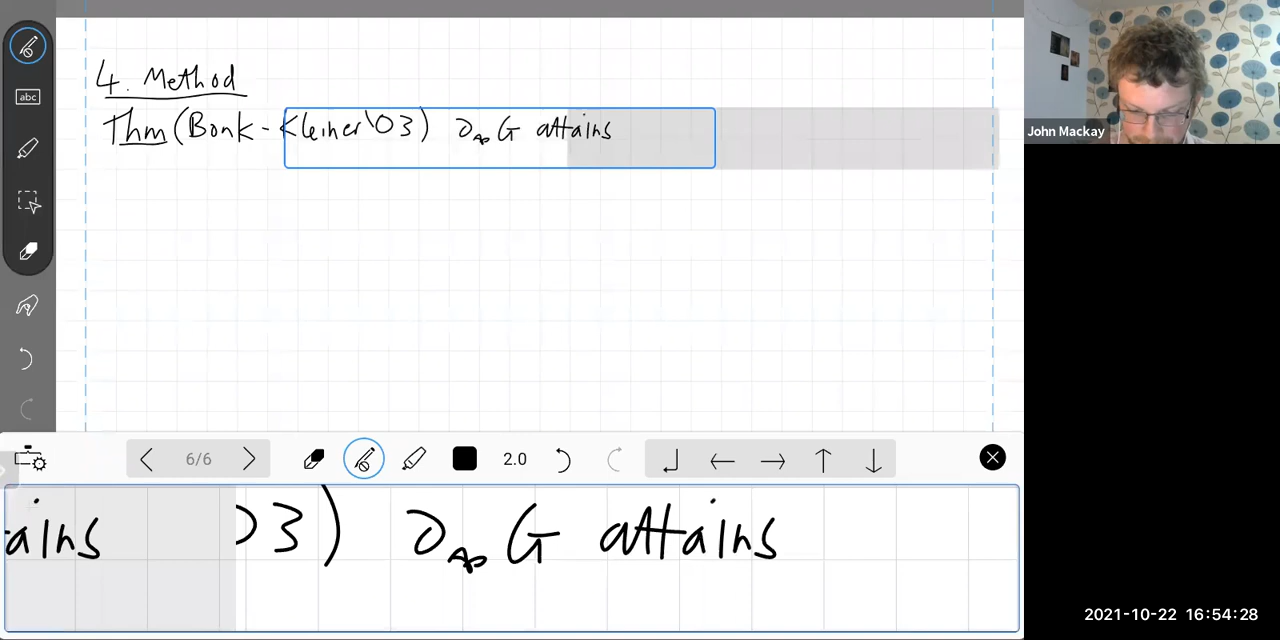 4. Method
Thm (Bonk-Kleiner'03) ∂∞G attains
abc
John Mackay
6/6
2.0
ains 03) ∂∞G attains
2021-10-22 16:54:28